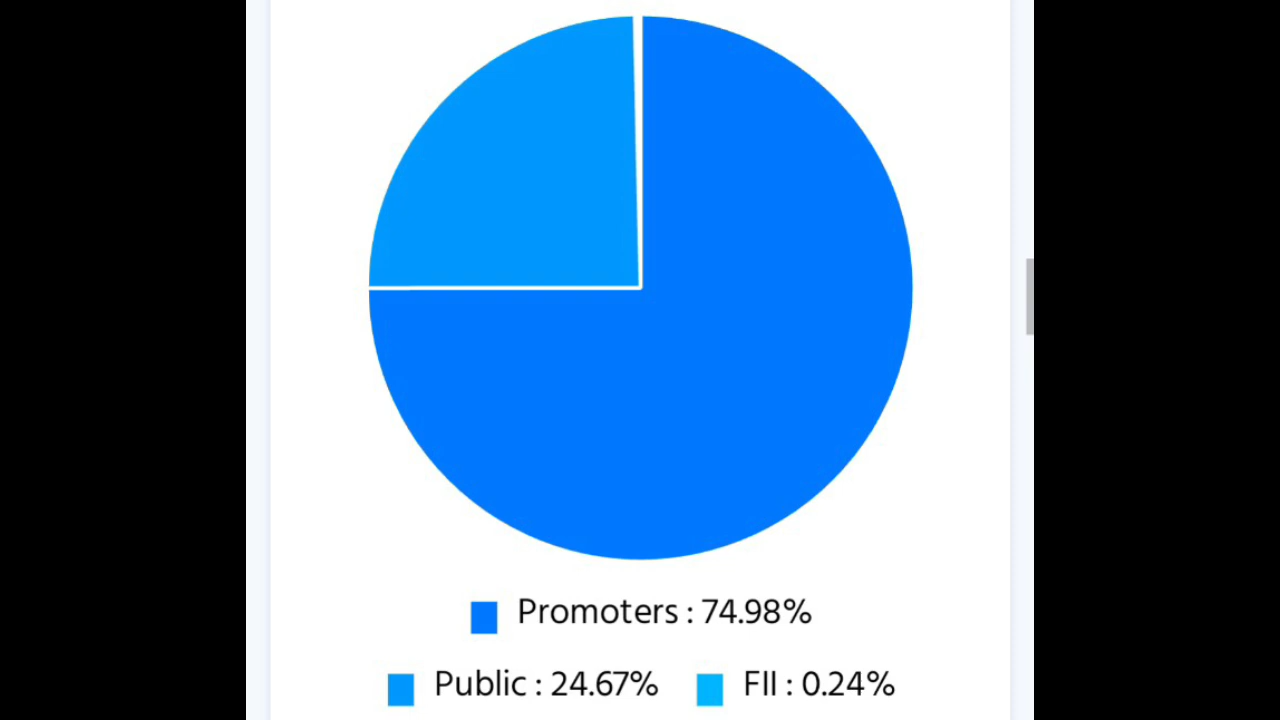 Promoters : 74.98%
Public : 24.67% FII : 0.24%